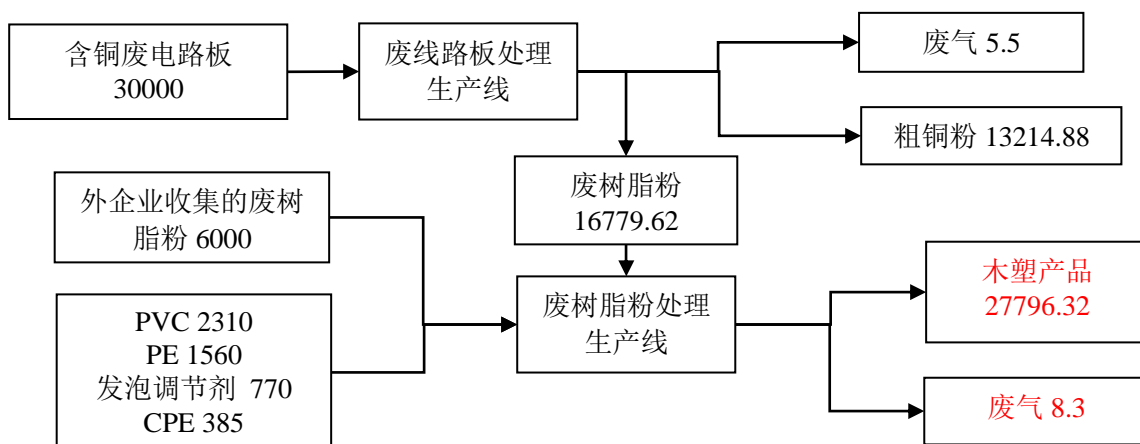 含铜废电路板
30000
废线路板处理
生产线
废气 5.5
粗铜粉 13214.88
废树脂粉
16779.62
外企业收集的废树
脂粉 6000
PVC 2310
PE 1560
发泡调节剂 770
CPE 385
废树脂粉处理
生产线
木塑产品
27796.32
废气 8.3